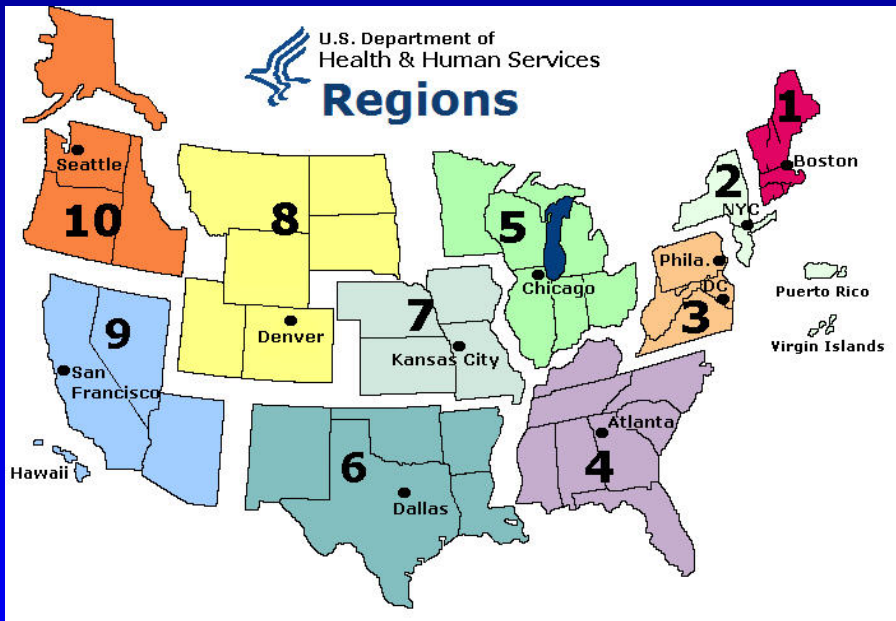 U.S. Department of
Health & Human Services
Regions
1
Boston
2
NYC
Seattle
10
8
5
Phila.
DC
3
Chicago
Puerto Rico
Virgin Islands
Denver
7
Kansas City
9
San
Francisco
Hawaii
6
Dallas
Atlanta
4